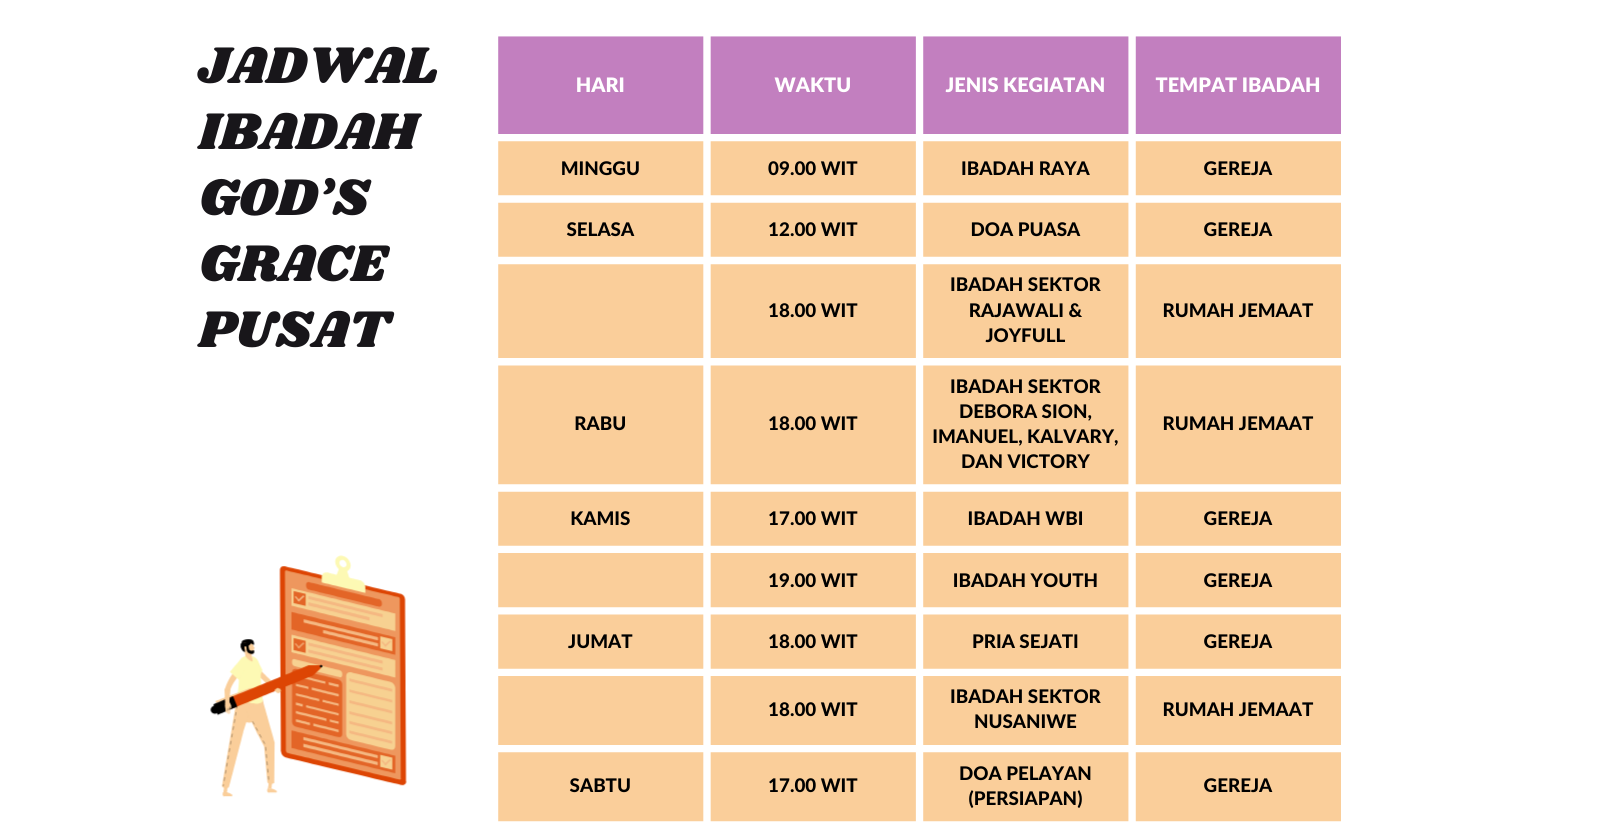 JADWAL
IBADAH
GOD'S
GRACE
PUSAT
HARI WAKTU JENIS KEGIATAN TEMPAT IBADAH
MINGGU 09.00 WIT IBADAH RAYA GEREJA
SELASA 12.00 WIT DOA PUASA GEREJA
18.00 WIT IBADAH SEKTOR
RAJAWALI &
JOYFULL RUMAH JEMAAT
RABU 18.00 WIT IBADAH SEKTOR
DEBORA SION,
IMANUEL, KALVARY,
DAN VICTORY RUMAH JEMAAT
KAMIS 17.00 WIT IBADAH WBI GEREJA
19.00 WIT IBADAH YOUTH GEREJA
JUMAT 18.00 WIT PRIA SEJATI GEREJA
18.00 WIT IBADAH SEKTOR
NUSANIWE RUMAH JEMAAT
SABTU 17.00 WIT DOA PELAYAN
(PERSIAPAN) GEREJA